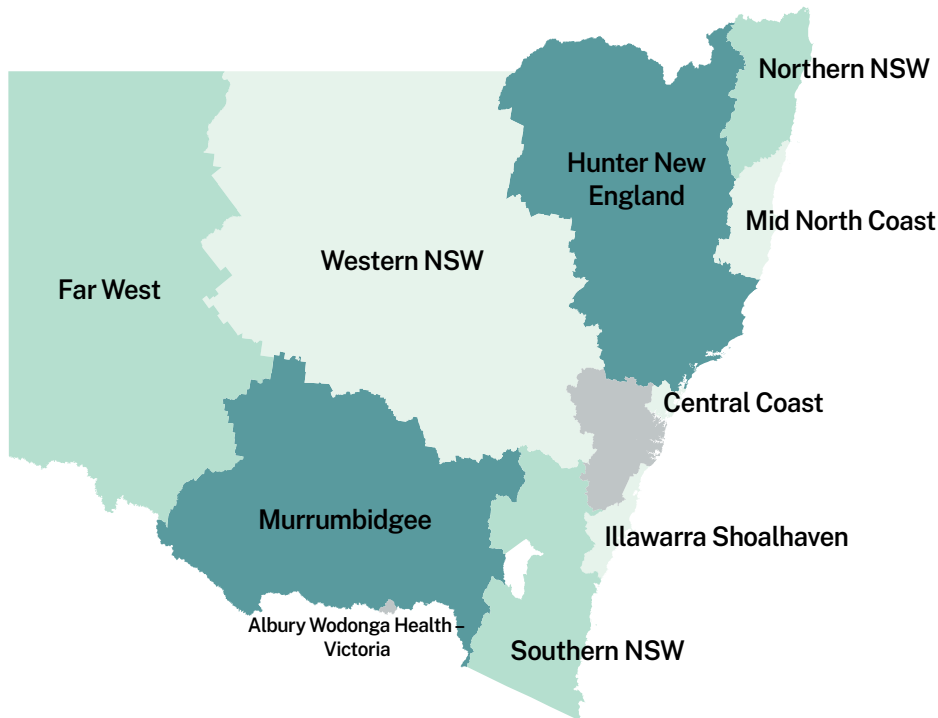 Northern NSW
Hunter New
England
Mid North Coast
Western NSW
Far West
Central Coast
Murrumbidgee
Illawarra Shoalhaven
Albury Wodonga Health –
Victoria
Southern NSW